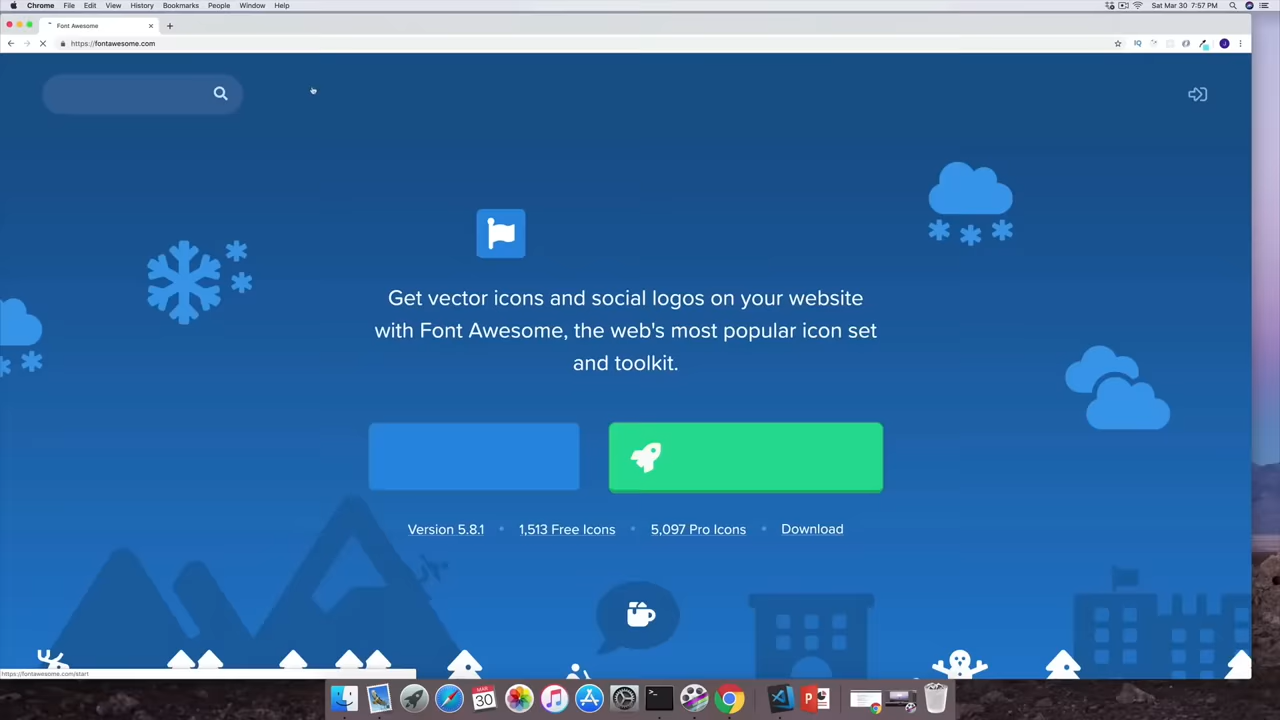 Chrome File Edit View History Bookmarks People Window Help Sat Mar 30 7:57 PM
Font Awesome
https://fontawesome.com
Get vector icons and social logos on your website
with Font Awesome, the web's most popular icon set
and toolkit.
Version 5.8.1 • 1,513 Free Icons • 5,097 Pro Icons • Download
https://fontawesome.com/start
MAR
30